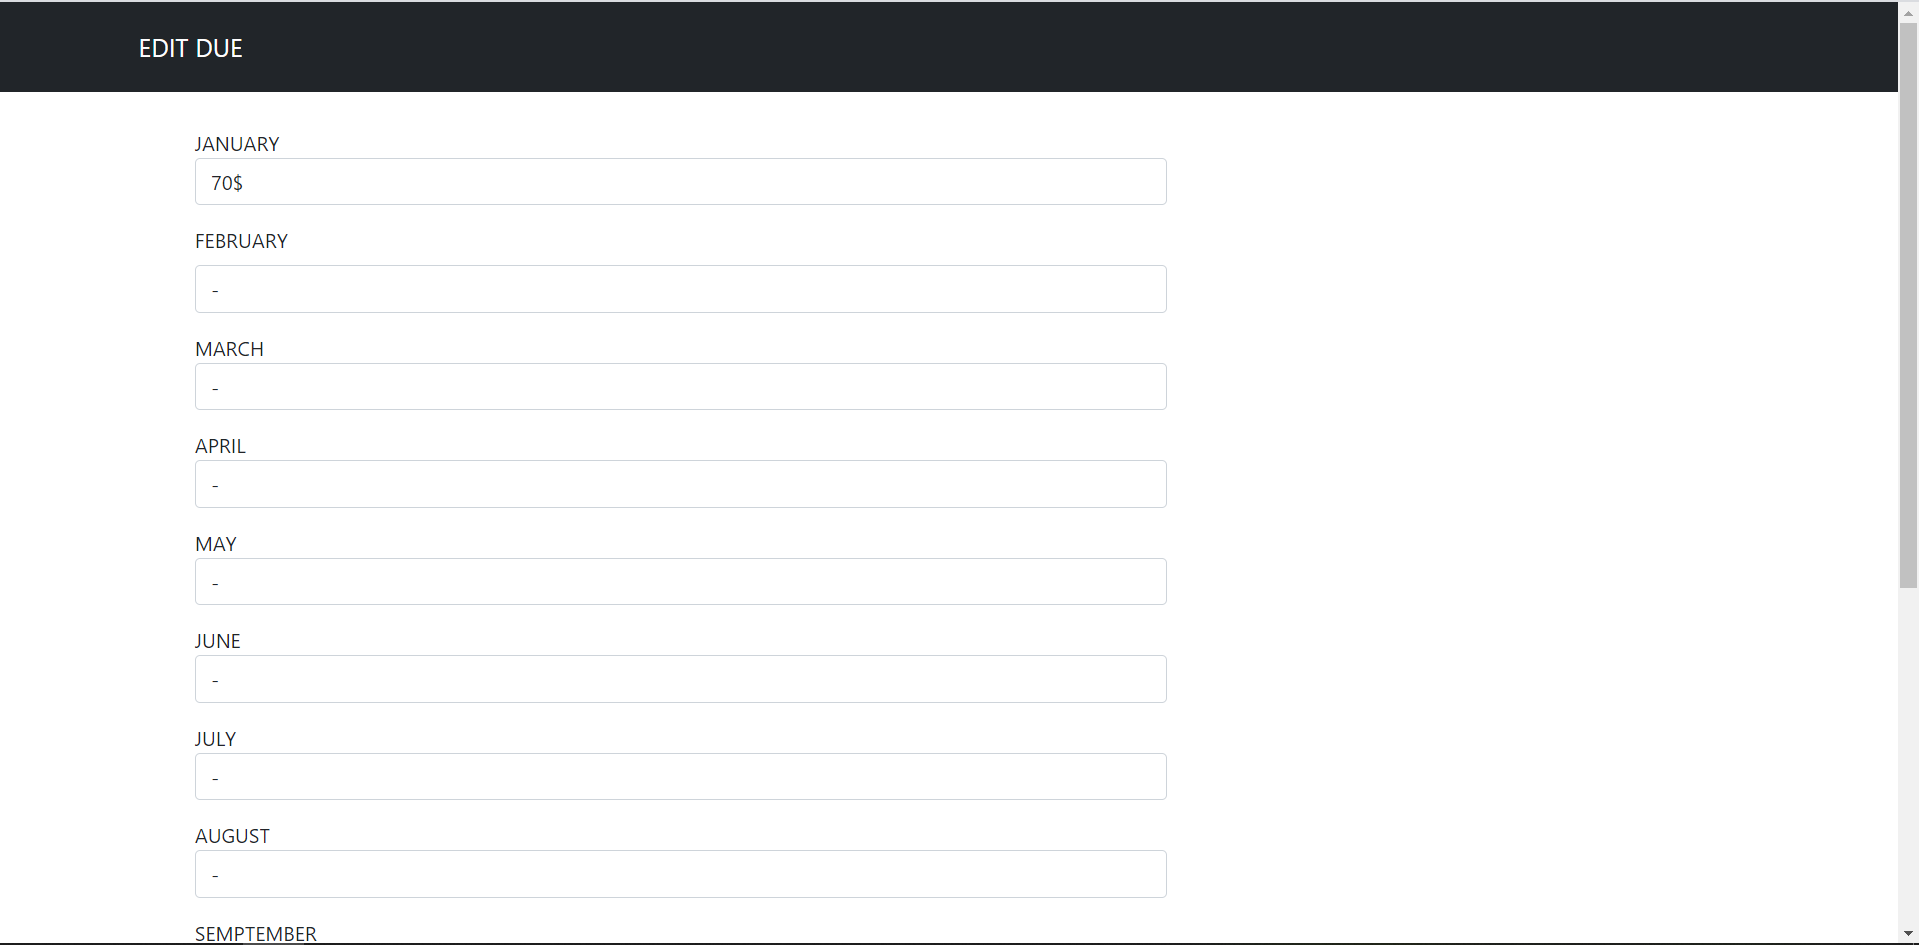 EDIT DUE
JANUARY
70$
FEBRUARY
-
MARCH
-
APRIL
-
MAY
-
JUNE
-
JULY
-
AUGUST
-
SEMPTEMBER